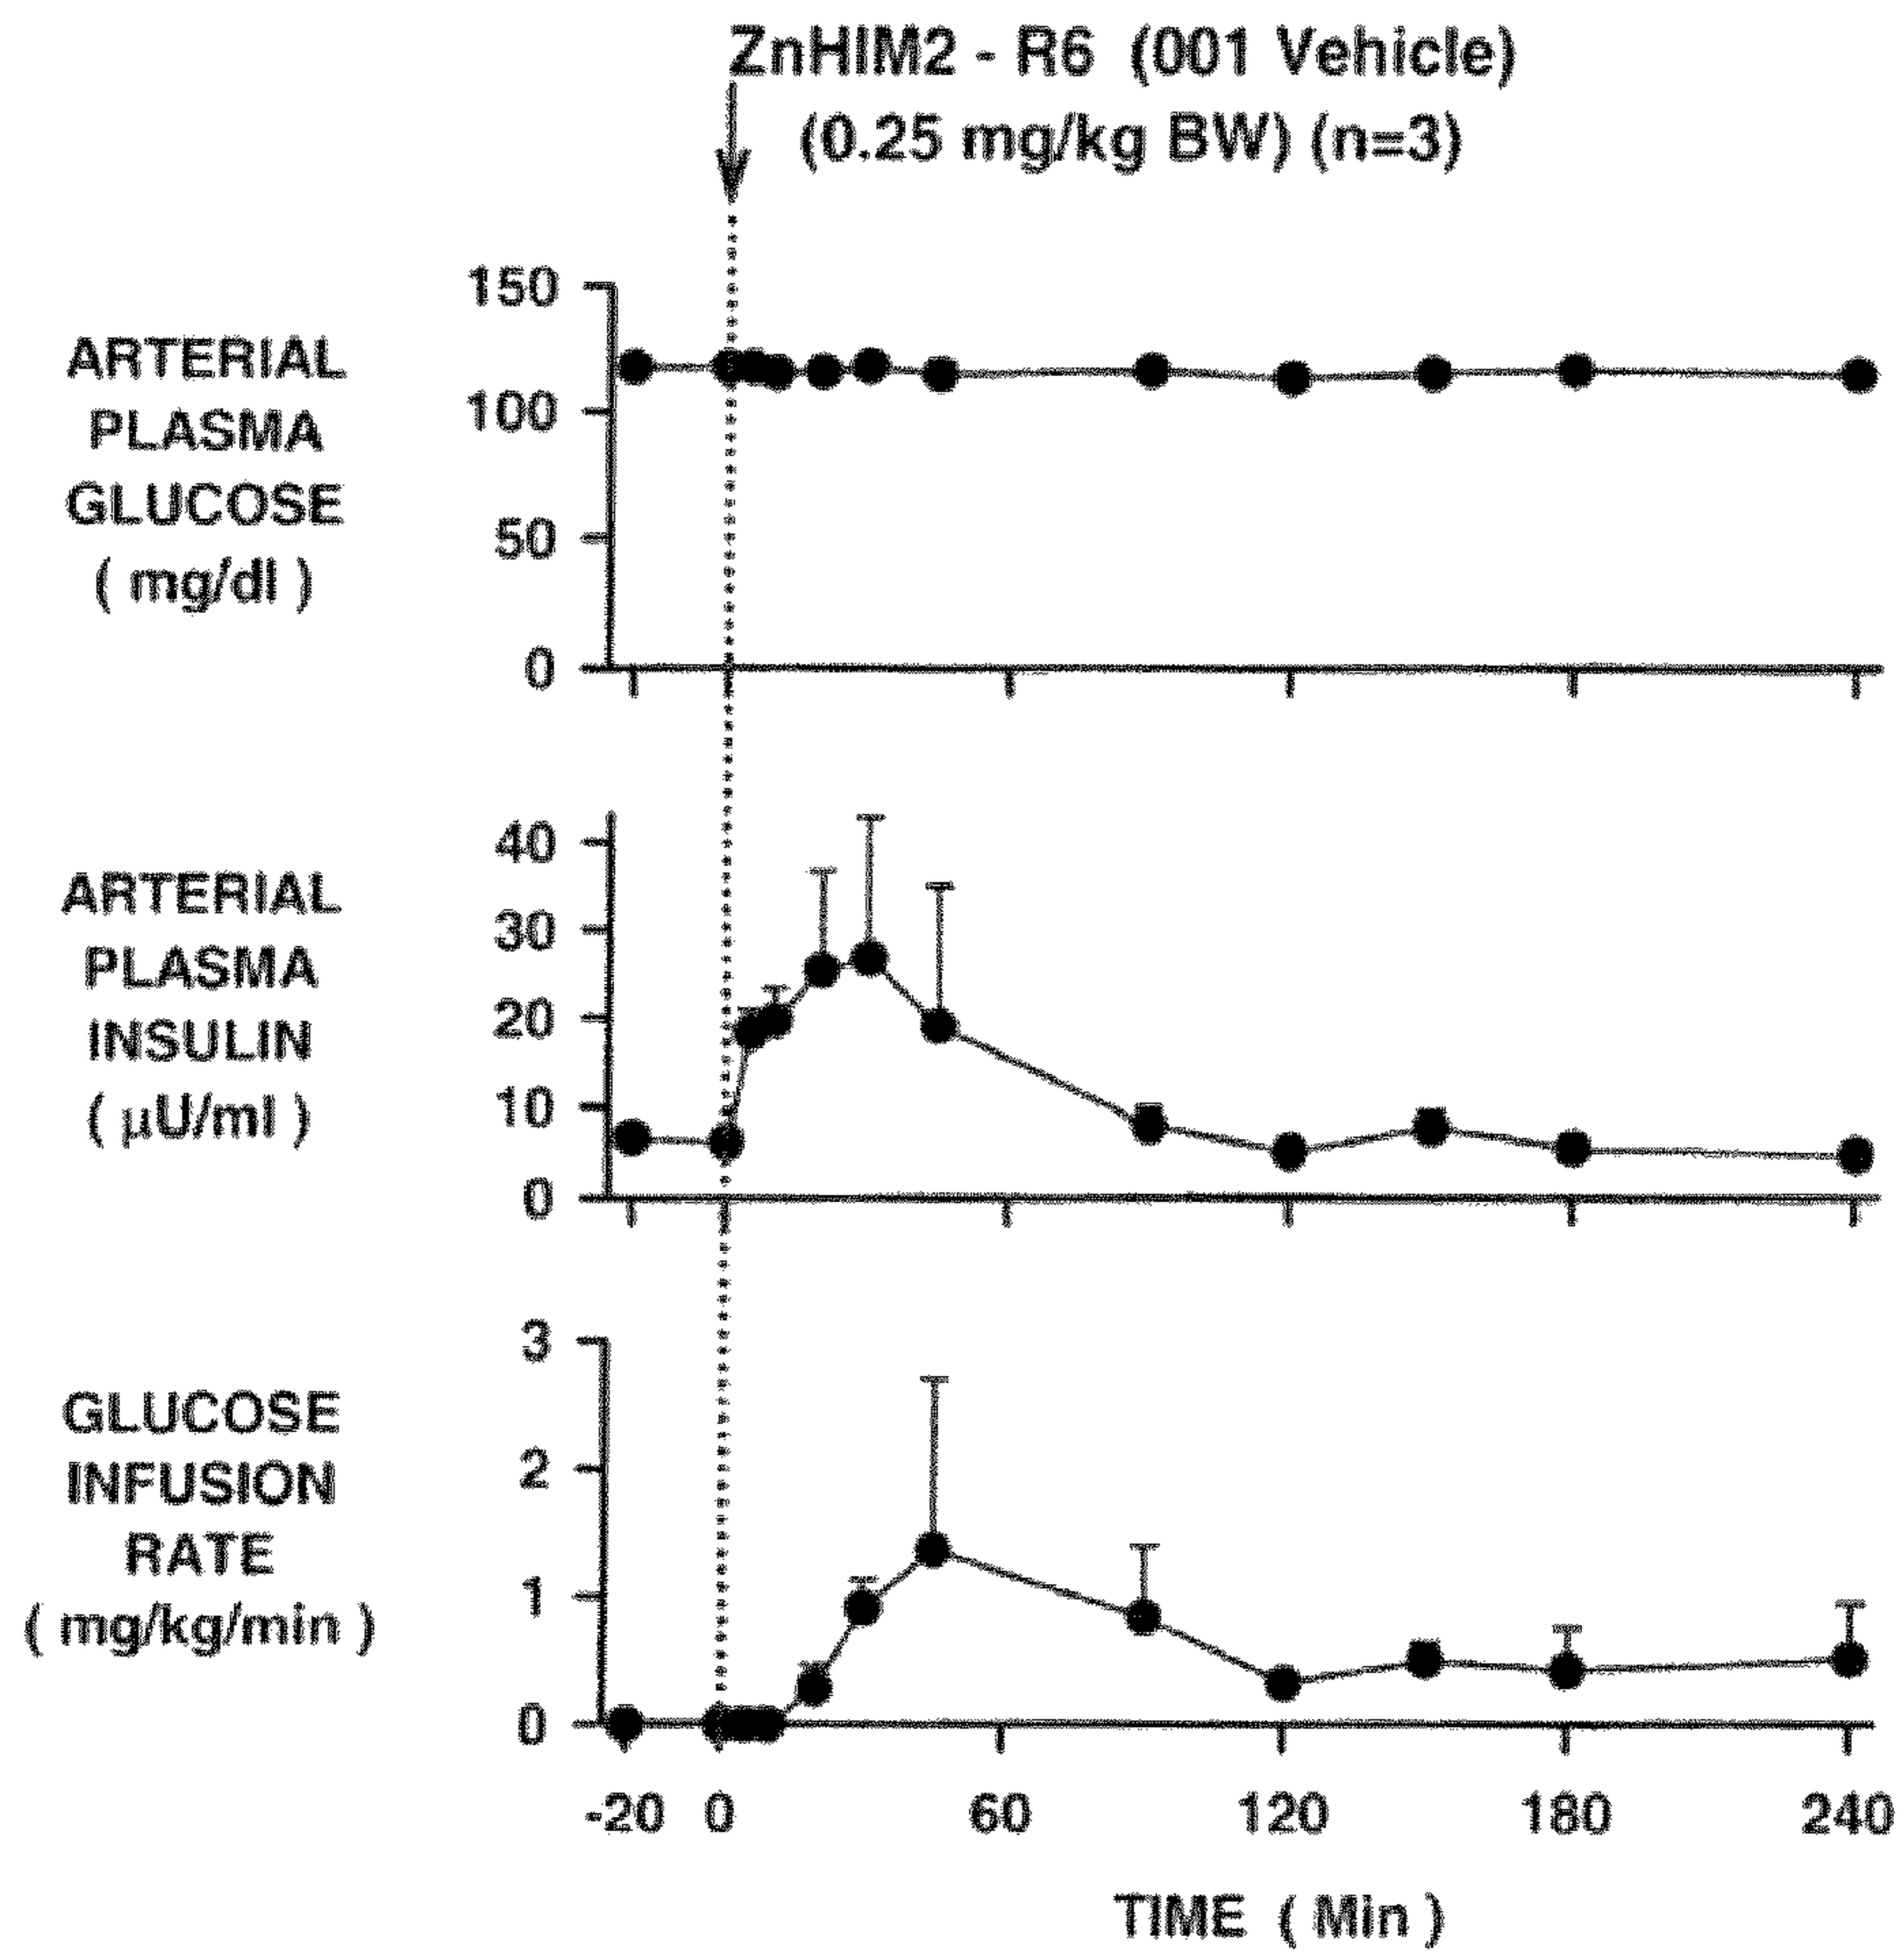 ZnHIM2 - R6 (001 Vehicle)
(0.25 mg/kg BW) (n=3)
ARTERIAL
PLASMA
GLUCOSE
( mg/dl )
150
100
50
0
ARTERIAL
PLASMA
INSULIN
( μU/ml )
40
30
20
10
0
GLUCOSE
INFUSION
RATE
( mg/kg/min )
3
2
1
0
-20 0 60 120 180 240
TIME ( Min )